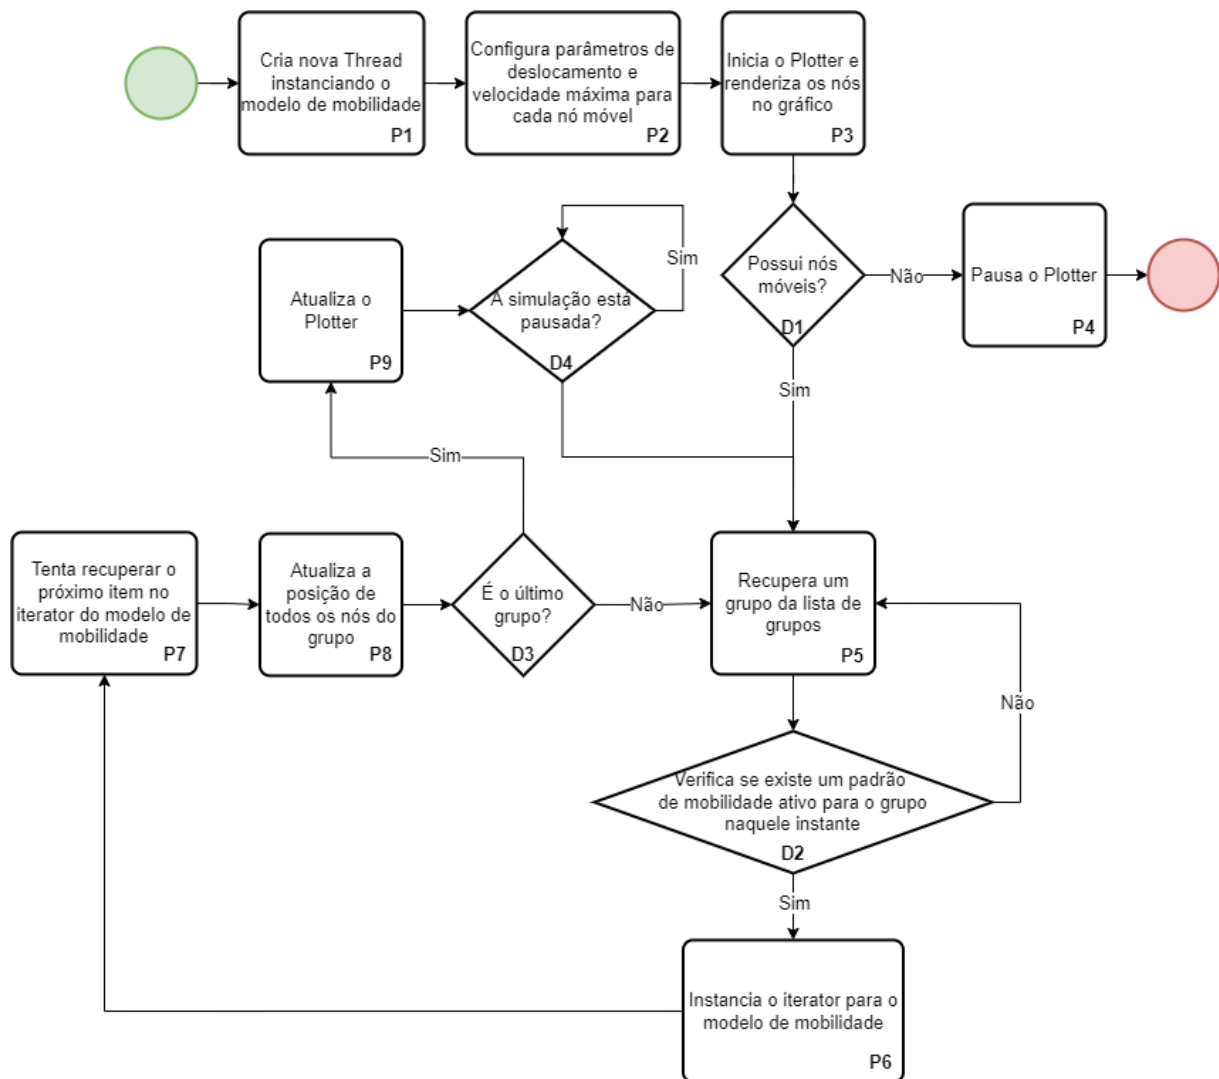 Cria nova Thread
instanciando o
modelo de mobilidade
P1
Configura parâmetros de
deslocamento e
velocidade máxima para
cada nó móvel
P2
Inicia o Plotter e
renderiza os nós
no gráfico
P3
Possui nós
móveis?
D1
Não
Pausa o Plotter
P4
Sim
Atualiza o
Plotter
P9
A simulação está
pausada?
D4
Sim
Sim
Tenta recuperar o
próximo item no
iterator do modelo de
mobilidade
P7
Atualiza a
posição de
todos os nós do
grupo
P8
É o último
grupo?
D3
Não
Recupera um
grupo da lista de
grupos
P5
Não
Verifica se existe um padrão
de mobilidade ativo para o grupo
naquele instante
D2
Sim
Instancia o iterator para o
modelo de mobilidade
P6